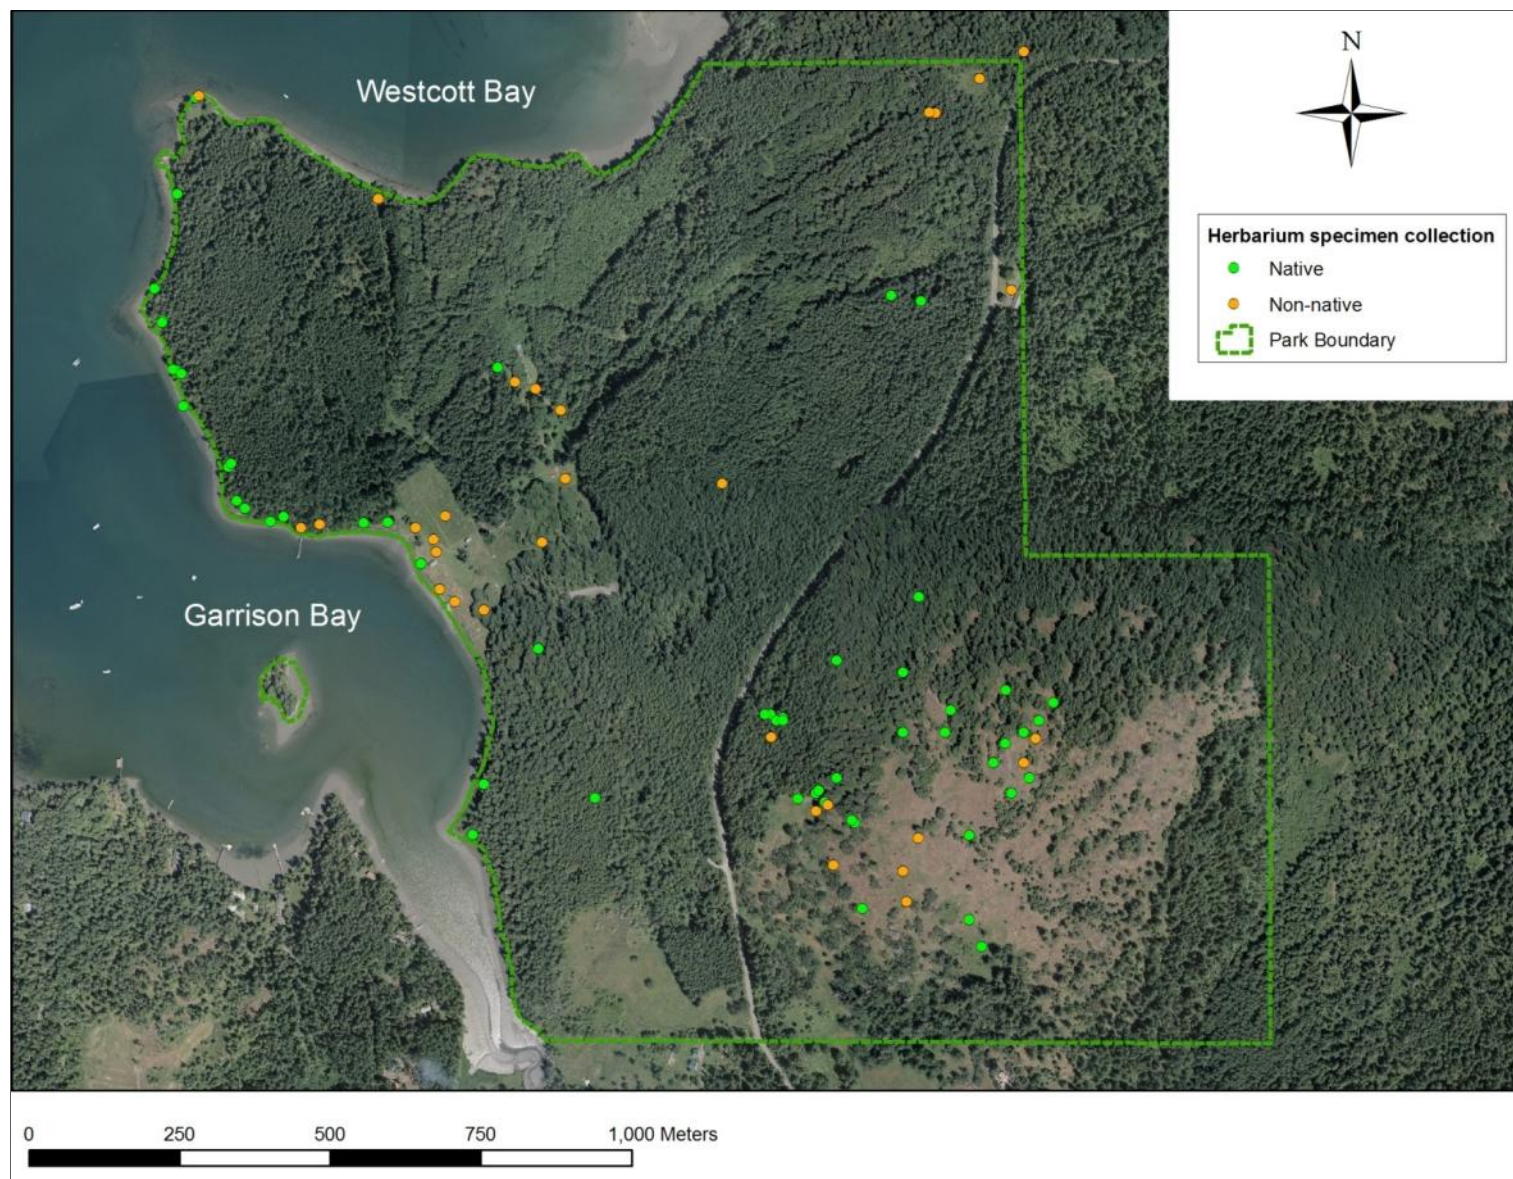 Westcott Bay
N
Herbarium specimen collection
Native
Non-native
Park Boundary
Garrison Bay
0 250 500 750 1,000 Meters